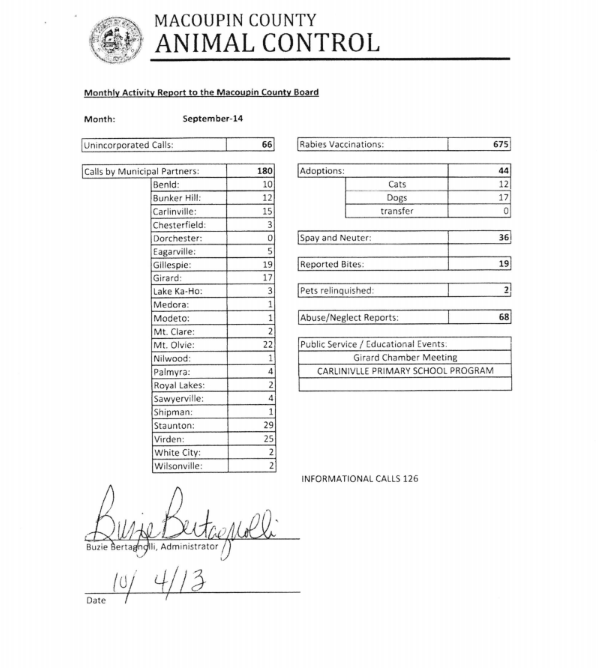 MACOUPIN COUNTY
ANIMAL CONTROL
Monthly Activity Report to the Macoupin County Board
Month: September-14
Unincorporated Calls: 66
Calls by Municipal Partners: 180
Benld: 10
Bunker Hill: 12
Carlinville: 15
Chesterfield: 3
Dorchester: 0
Eagarville: 5
Gillespie: 19
Girard: 17
Lake Ka-Ho: 3
Medora: 1
Modeto: 1
Mt. Clare: 2
Mt. Olvie: 22
Nilwood: 1
Palmyra: 4
Royal Lakes: 2
Sawyerville: 4
Shipman: 1
Staunton: 29
Virden: 25
White City: 2
Wilsonville: 2
Rabies Vaccinations: 675
Adoptions: 44
Cats 12
Dogs 17
transfer 0
Spay and Neuter: 36
Reported Bites: 19
Pets relinquished: 2
Abuse/Neglect Reports: 68
Public Service / Educational Events:
Girard Chamber Meeting
CARLINIVLLE PRIMARY SCHOOL PROGRAM
INFORMATIONAL CALLS 126
Buzie Bertagnolli
Buzie Bertagnolli, Administrator
10/ 4/13
Date